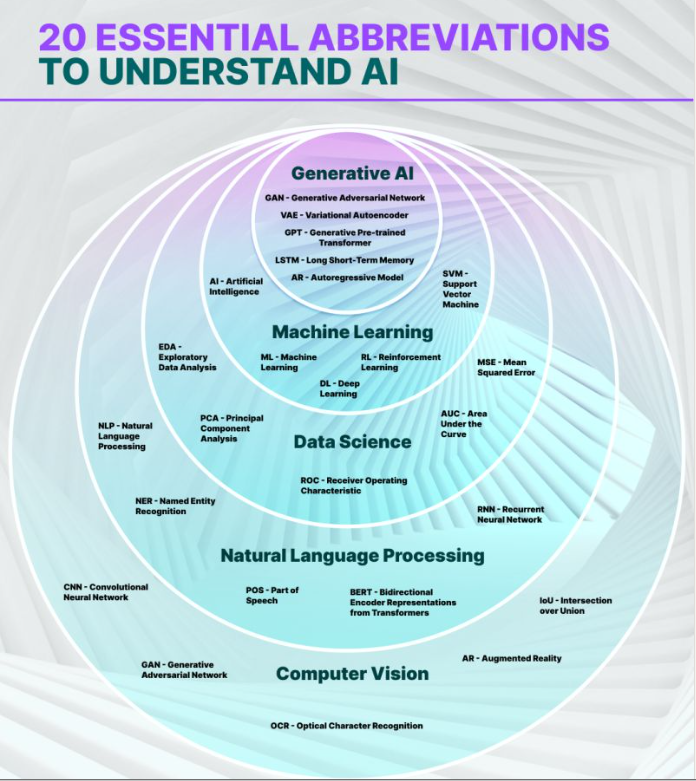 20 ESSENTIAL ABBREVIATIONS
TO UNDERSTAND AI
Generative AI
GAN - Generative Adversarial Network
VAE - Variational Autoencoder
GPT - Generative Pre-trained
Transformer
LSTM - Long Short-Term Memory
AR - Autoregressive Model
AI - Artificial
Intelligence
SVM -
Support
Vector
Machine
Machine Learning
ML - Machine
Learning
RL - Reinforcement
Learning
DL - Deep
Learning
EDA -
Exploratory
Data Analysis
MSE - Mean
Squared Error
PCA - Principal
Component
Analysis
AUC - Area
Under the
Curve
Data Science
ROC - Receiver Operating
Characteristic
NLP - Natural
Language
Processing
NER - Named Entity
Recognition
RNN - Recurrent
Neural Network
Natural Language Processing
POS - Part of
Speech
BERT - Bidirectional
Encoder Representations
from Transformers
CNN - Convolutional
Neural Network
IoU - Intersection
over Union
GAN - Generative
Adversarial Network
Computer Vision
AR - Augmented Reality
OCR - Optical Character Recognition